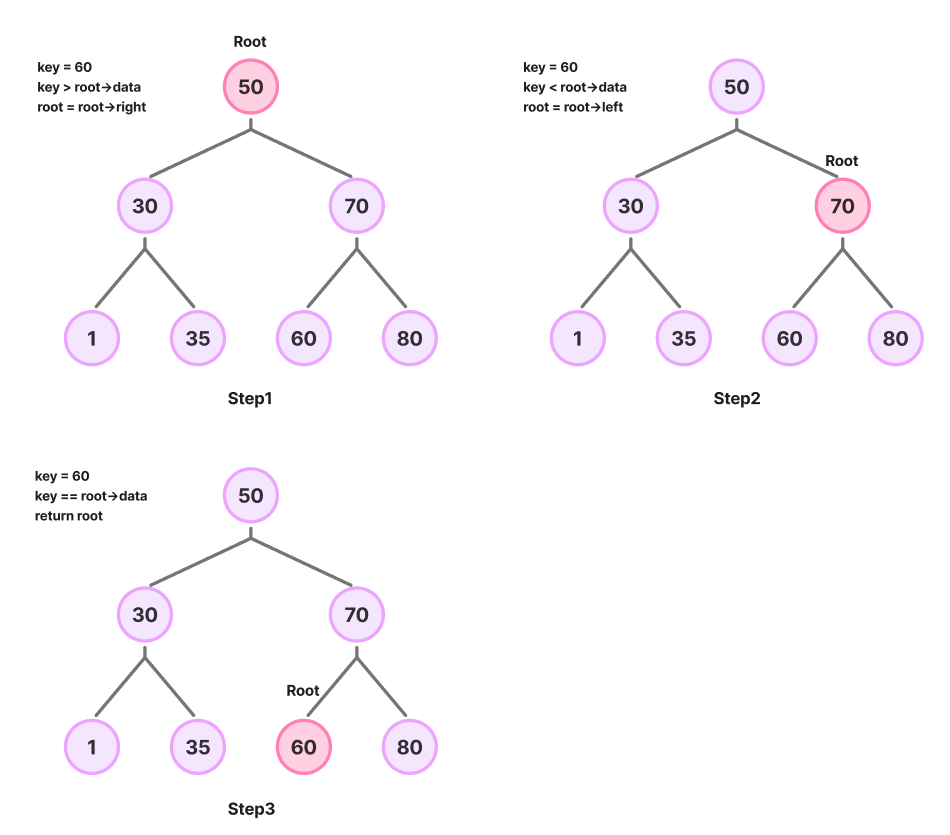 Root
key = 60
key > root→data
root = root→right
50
30
70
1
35
60
80
Step1
key = 60
key < root→data
root = root→left
50
Root
30
70
1
35
60
80
Step2
key = 60
key == root→data
return root
50
30
70
Root
1
35
60
80
Step3